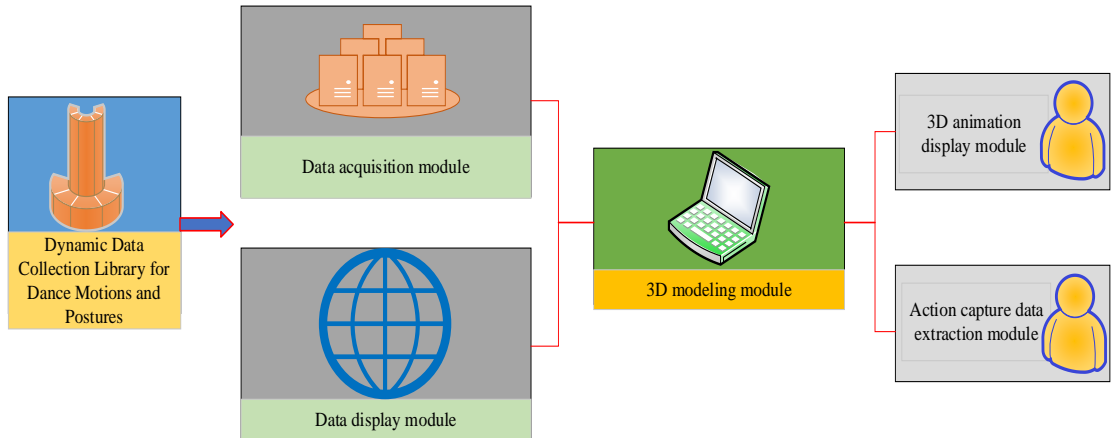 Dynamic Data
Collection Library for
Dance Motions and
Postures
Data acquisition module
Data display module
3D modeling module
3D animation
display module
Action capture data
extraction module